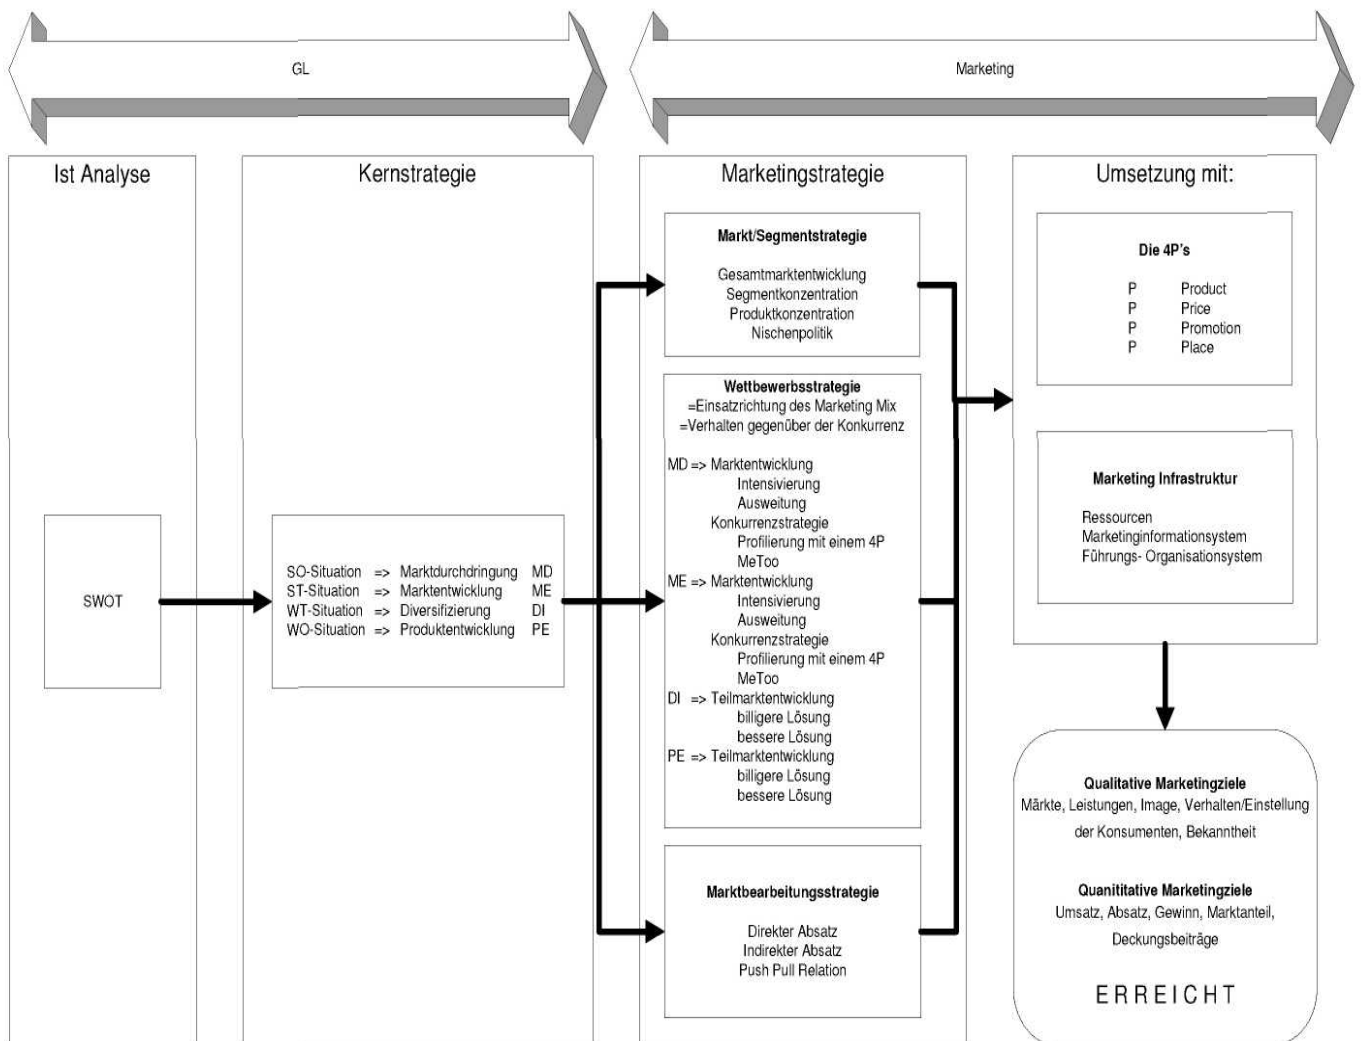 GL
Marketing
Ist Analyse
SWOT
Kernstrategie
SO-Situation => Marktdurchdringung MD
ST-Situation => Marktentwicklung ME
WT-Situation => Diversifizierung DI
WO-Situation => Produktentwicklung PE
Marketingstrategie
Markt/Segmentstrategie
Gesamtmarktentwicklung
Segmentkonzentration
Produktkonzentration
Nischenpolitik
Wettbewerbsstrategie
=Einsatzrichtung des Marketing Mix
=Verhalten gegenüber der Konkurrenz
MD => Marktentwicklung
Intensivierung
Ausweitung
Konkurrenzstrategie
Profilierung mit einem 4P
MeToo
ME => Marktentwicklung
Intensivierung
Ausweitung
Konkurrenzstrategie
Profilierung mit einem 4P
MeToo
DI => Teilmarktentwicklung
billigere Lösung
bessere Lösung
PE => Teilmarktentwicklung
billigere Lösung
bessere Lösung
Marktbearbeitungsstrategie
Direkter Absatz
Indirekter Absatz
Push Pull Relation
Umsetzung mit:
Die 4P's
P Product
P Price
P Promotion
P Place
Marketing Infrastruktur
Ressourcen
Marketinginformationsystem
Führungs- Organisationsystem
Qualitative Marketingziele
Märkte, Leistungen, Image, Verhalten/Einstellung
der Konsumenten, Bekanntheit
Quanititative Marketingziele
Umsatz, Absatz, Gewinn, Marktanteil,
Deckungsbeiträge
ERREICHT